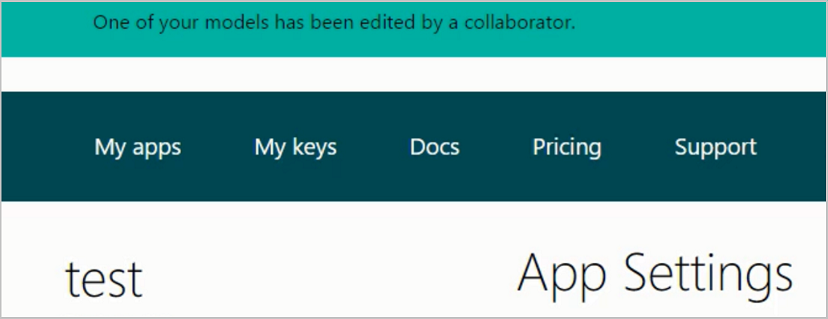 One of your models has been edited by a collaborator.
My apps My keys Docs Pricing Support
test App Settings